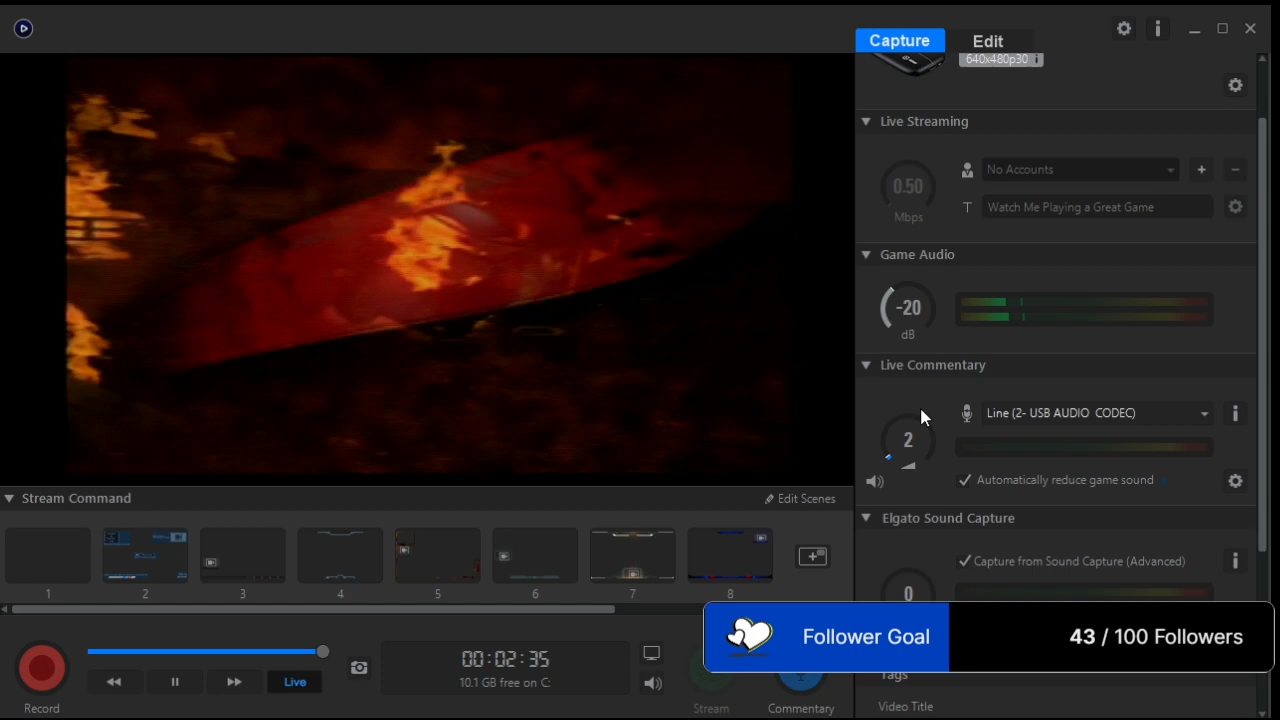 Capture
Edit
640x480p30
Live Streaming
0.50
Mbps
No Accounts
T
Watch Me Playing a Great Game
Game Audio
-20
dB
Live Commentary
Line (2- USB AUDIO  CODEC)
2
Automatically reduce game sound
Elgato Sound Capture
Capture from Sound Capture (Advanced)
0
Stream Command
Edit Scenes
1
2
3
4
5
6
7
8
Follower Goal
43 / 100 Followers
00:02:35
10.1 GB free on C:
Live
Record
Stream
Commentary
Tags
Video Title